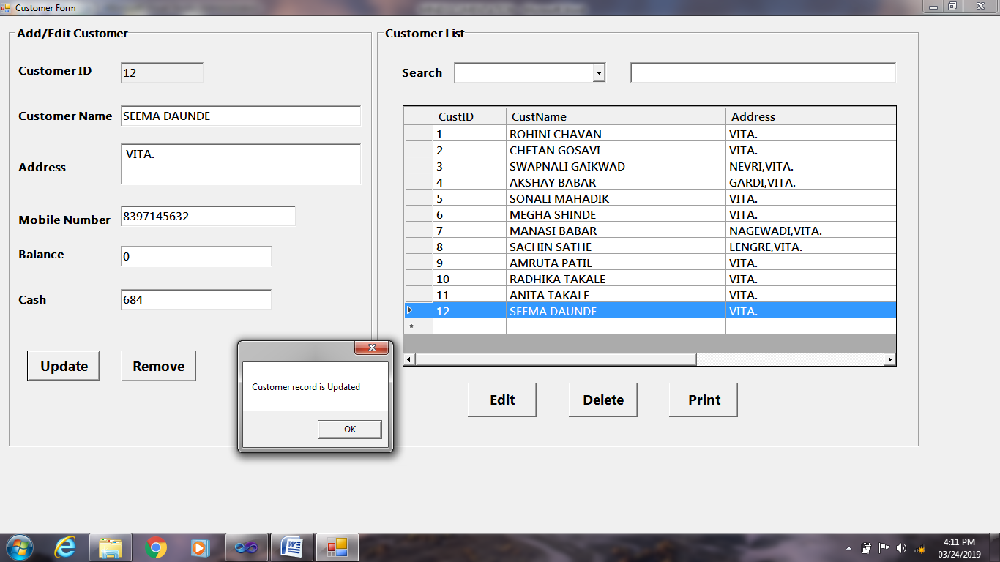 Customer Form
Add/Edit Customer
Customer ID
12
Customer Name
SEEMA DAUNDE
Address
VITA.
Mobile Number
8397145632
Balance
0
Cash
684
Update
Remove
Customer List
Search
CustID CustName Address
1 ROHINI CHAVAN VITA.
2 CHETAN GOSAVI VITA.
3 SWAPNALI GAIKWAD NEVRI,VITA.
4 AKSHAY BABAR GARDI,VITA.
5 SONALI MAHADIK VITA.
6 MEGHA SHINDE VITA.
7 MANASI BABAR NAGEWADI,VITA.
8 SACHIN SATHE LENGRE,VITA.
9 AMRUTA PATIL VITA.
10 RADHIKA TAKALE VITA.
11 ANITA TAKALE VITA.
12 SEEMA DAUNDE VITA.
*
Edit
Delete
Print
Customer record is Updated
OK
4:11 PM
03/24/2019